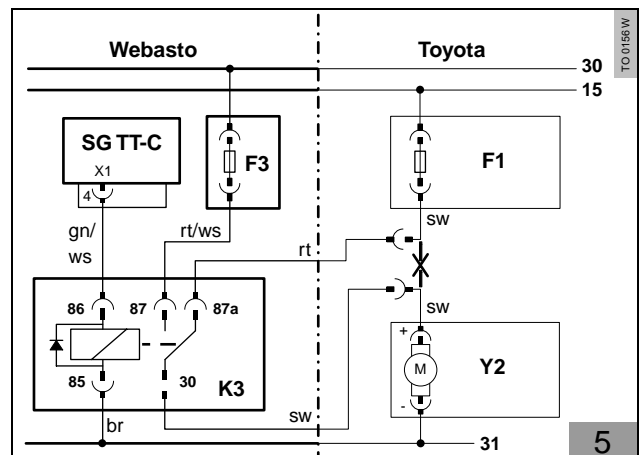 Webasto
Toyota
TO 0156 W
30
15
SG TT-C
X1
4
F3
F1
gn/
ws
rt/ws
rt
sw
86
87
87a
85
30
K3
sw
+
M
-
Y2
br
sw
31
5